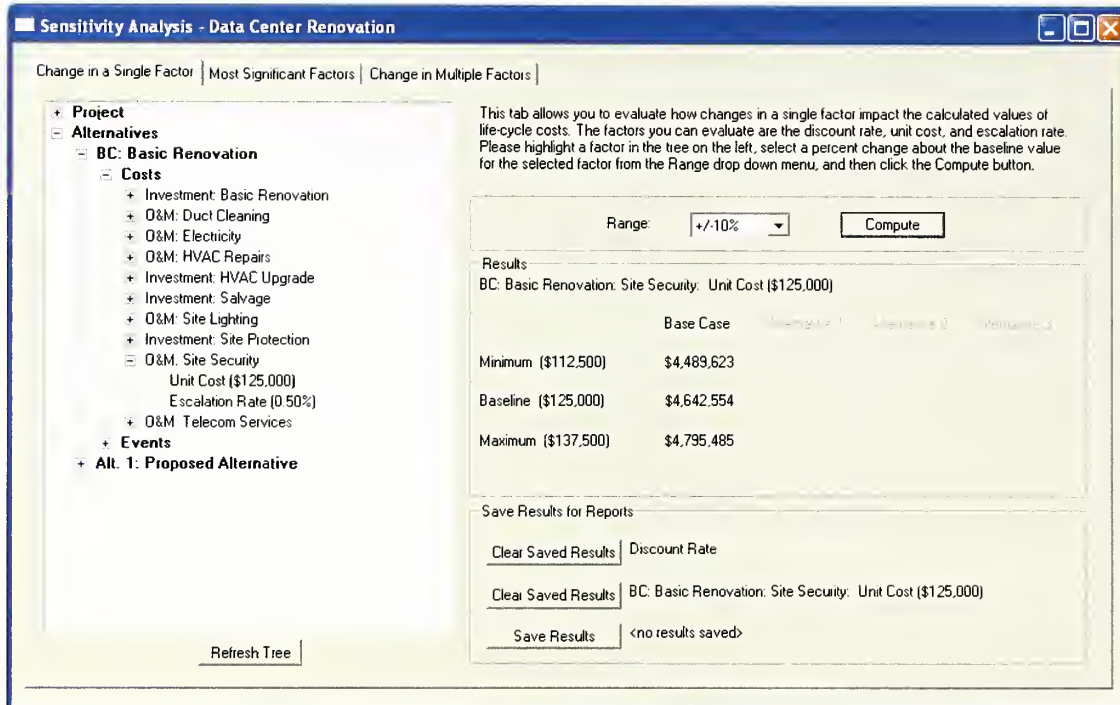 Sensitivity Analysis - Data Center Renovation
Change in a Single Factor
Most Significant Factors
Change in Multiple Factors
+ Project
- Alternatives
- BC: Basic Renovation
- Costs
+ Investment: Basic Renovation
+ O&M: Duct Cleaning
+ O&M: Electricity
+ O&M: HVAC Repairs
+ Investment: HVAC Upgrade
+ Investment: Salvage
+ O&M: Site Lighting
+ Investment: Site Protection
- O&M. Site Security
Unit Cost ($125,000)
Escalation Rate (0.50%)
+ O&M Telecom Services
+ Events
+ Alt. 1: Proposed Alternative
Refresh Tree
This tab allows you to evaluate how changes in a single factor impact the calculated values of
life-cycle costs. The factors you can evaluate are the discount rate, unit cost, and escalation rate.
Please highlight a factor in the tree on the left, select a percent change about the baseline value
for the selected factor from the Range drop down menu, and then click the Compute button.
Range: +/-10% Compute
Results
BC: Basic Renovation: Site Security: Unit Cost ($125,000)
Base Case Alternative 1 Alternative 2 Alternative 3
Minimum ($112,500) $4,489,623
Baseline ($125,000) $4,642,554
Maximum ($137,500) $4,795,485
Save Results for Reports
Clear Saved Results Discount Rate
Clear Saved Results BC: Basic Renovation: Site Security: Unit Cost ($125,000)
Save Results <no results saved>